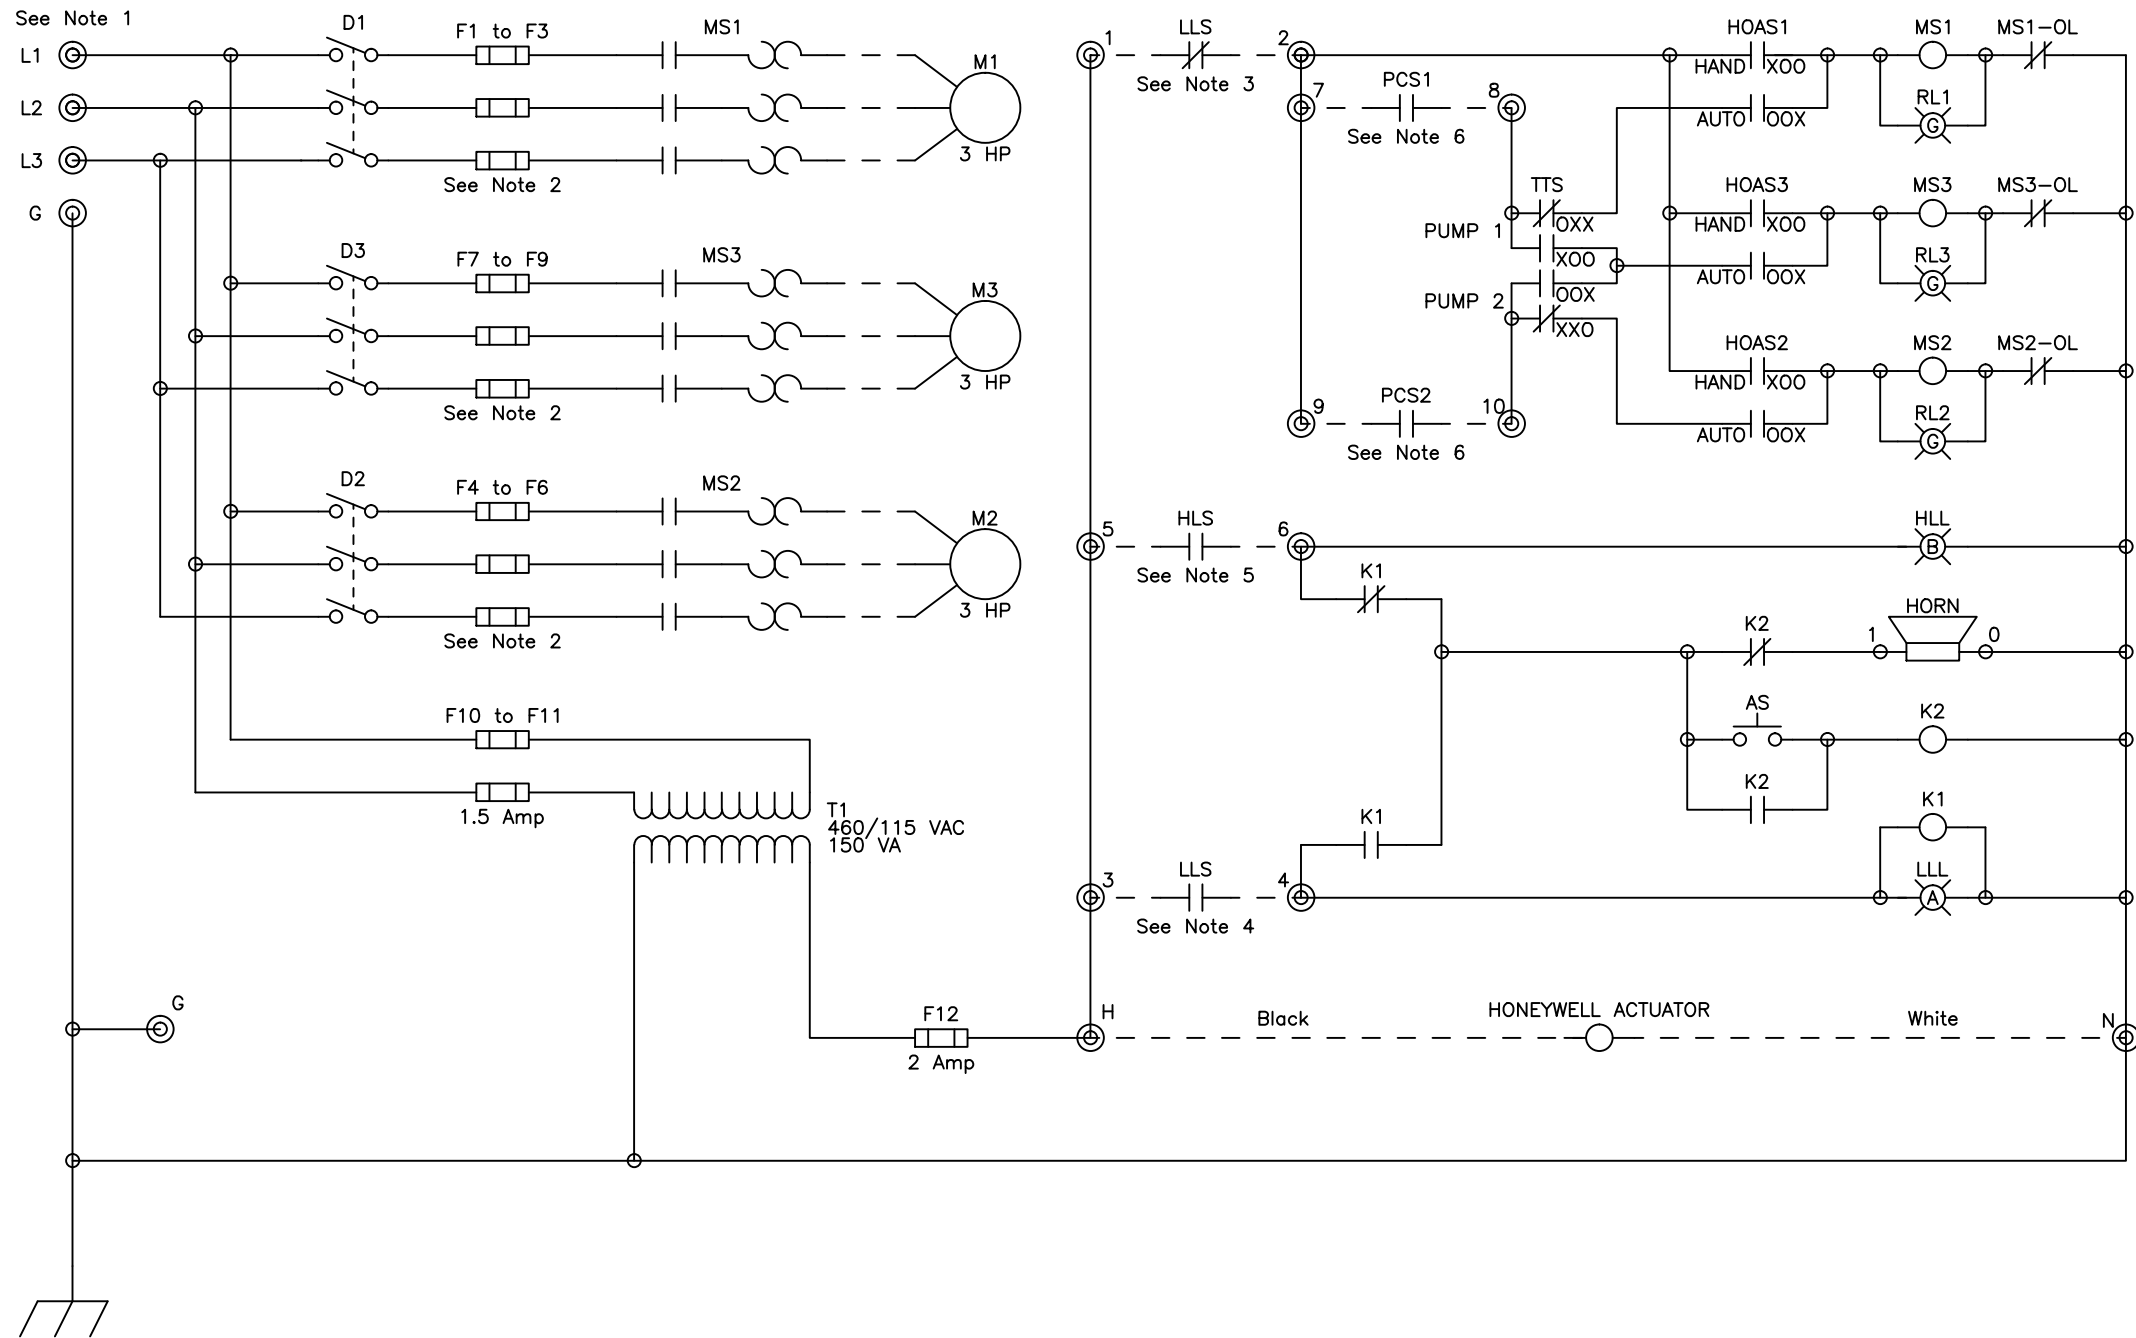 See Note 1
L1
L2
L3
G
D1
F1 to F3
MS1
M1
3 HP
See Note 2
D3
F7 to F9
MS3
M3
3 HP
See Note 2
D2
F4 to F6
MS2
M2
3 HP
See Note 2
F10 to F11
1.5 Amp
T1
460/115 VAC
150 VA
G
F12
2 Amp
1
LLS
2
See Note 3
7
PCS1
8
See Note 6
HOAS1
HAND XOO
AUTO OOX
MS1
MS1-OL
RL1
G
TTS
OXX
PUMP 1
XOO
OOX
PUMP 2
XXO
HOAS3
HAND XOO
AUTO OOX
MS3
MS3-OL
RL3
G
HOAS2
HAND XOO
AUTO OOX
MS2
MS2-OL
RL2
G
9
PCS2
10
See Note 6
5
HLS
6
See Note 5
HLL
B
K1
K2
1
HORN
0
AS
K2
K2
K1
K1
3
LLS
4
See Note 4
LLL
A
H
Black
HONEYWELL ACTUATOR
White
N